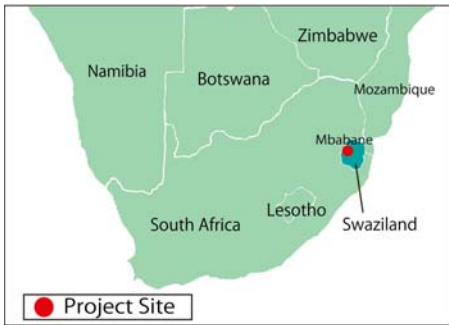 Zimbabwe
Namibia
Botswana
Mozambique
Mbabane
South Africa
Lesotho
Swaziland
Project Site